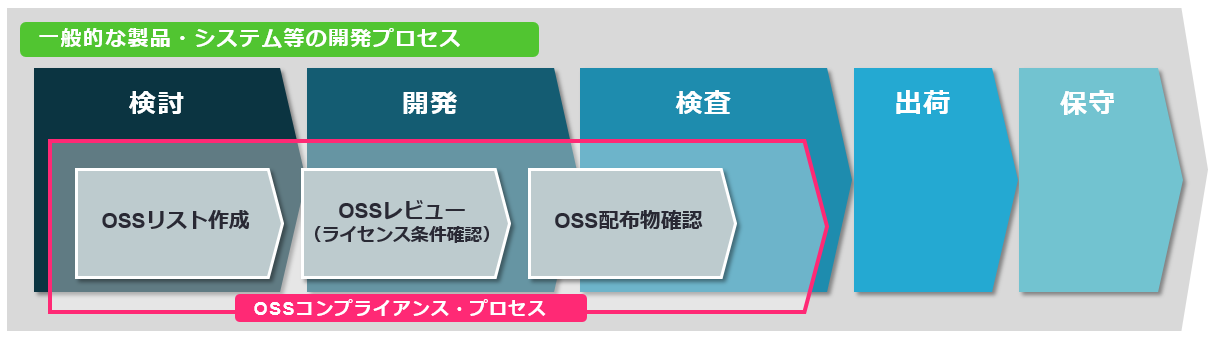 一般的な製品・システム等の開発プロセス
検討
開発
検査
出荷
保守
OSSリスト作成
OSSレビュー
（ライセンス条件確認）
OSS配布物確認
OSSコンプライアンス・プロセス